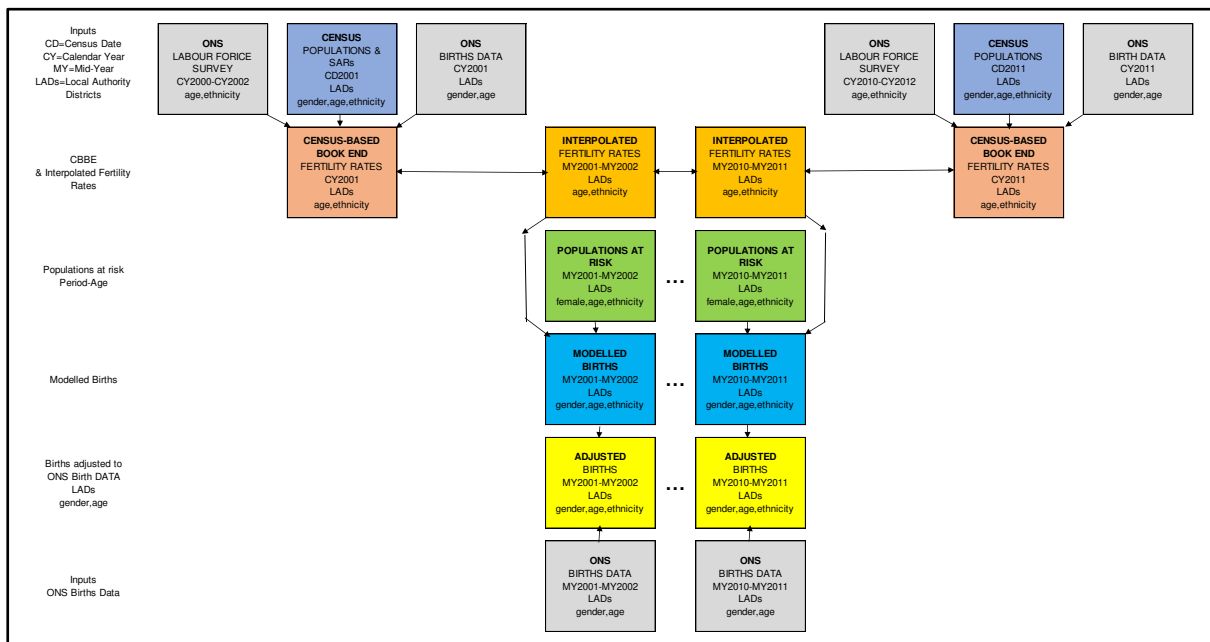 Inputs
CD=Census Date
CY=Calendar Year
MY=Mid-Year
LADs=Local Authority
Districts
ONS
LABOUR FORICE
SURVEY
CY2000-CY2002
age,ethnicity
CENSUS
POPULATIONS &
SARs
CD2001
LADs
gender,age,ethnicity
ONS
BIRTHS DATA
CY2001
LADs
gender,age
ONS
LABOUR FORICE
SURVEY
CY2010-CY2012
age,ethnicity
CENSUS
POPULATIONS
CD2011
LADs
gender,age,ethnicity
ONS
BIRTH DATA
CY2011
LADs
gender,age
CBBE
& Interpolated Fertility
Rates
CENSUS-BASED
BOOK END
FERTILITY RATES
CY2001
LADs
age,ethnicity
INTERPOLATED
FERTILITY RATES
MY2001-MY2002
LADs
age,ethnicity
INTERPOLATED
FERTILITY RATES
MY2010-MY2011
LADs
age,ethnicity
CENSUS-BASED
BOOK END
FERTILITY RATES
CY2011
LADs
age,ethnicity
Populations at risk
Period-Age
POPULATIONS AT
RISK
MY2001-MY2002
LADs
female,age,ethnicity
...
POPULATIONS AT
RISK
MY2010-MY2011
LADs
female,age,ethnicity
Modelled Births
MODELLED
BIRTHS
MY2001-MY2002
LADs
gender,age,ethnicity
...
MODELLED
BIRTHS
MY2010-MY2011
LADs
gender,age,ethnicity
Births adjusted to
ONS Birth DATA
LADs
gender,age
ADJUSTED
BIRTHS
MY2001-MY2002
LADs
gender,age,ethnicity
...
ADJUSTED
BIRTHS
MY2010-MY2011
LADs
gender,age,ethnicity
Inputs
ONS Births Data
ONS
BIRTHS DATA
MY2001-MY2002
LADs
gender,age
ONS
BIRTHS DATA
MY2010-MY2011
LADs
gender,age